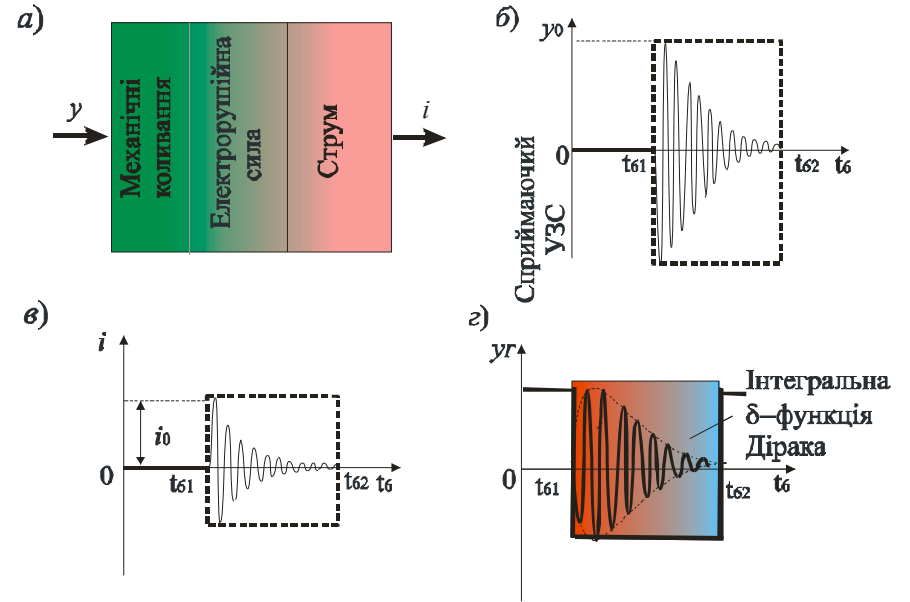 а)
y
Механічні
коливання
Електрорушійна
сила
Струм
i
б)
y0
Сприймаючий
УЗС
0
t61
t62
t6
в)
i
i0
0
t61
t62
t6
г)
yг
Інтегральна
δ–функція
Дірака
0
t61
t62
t6